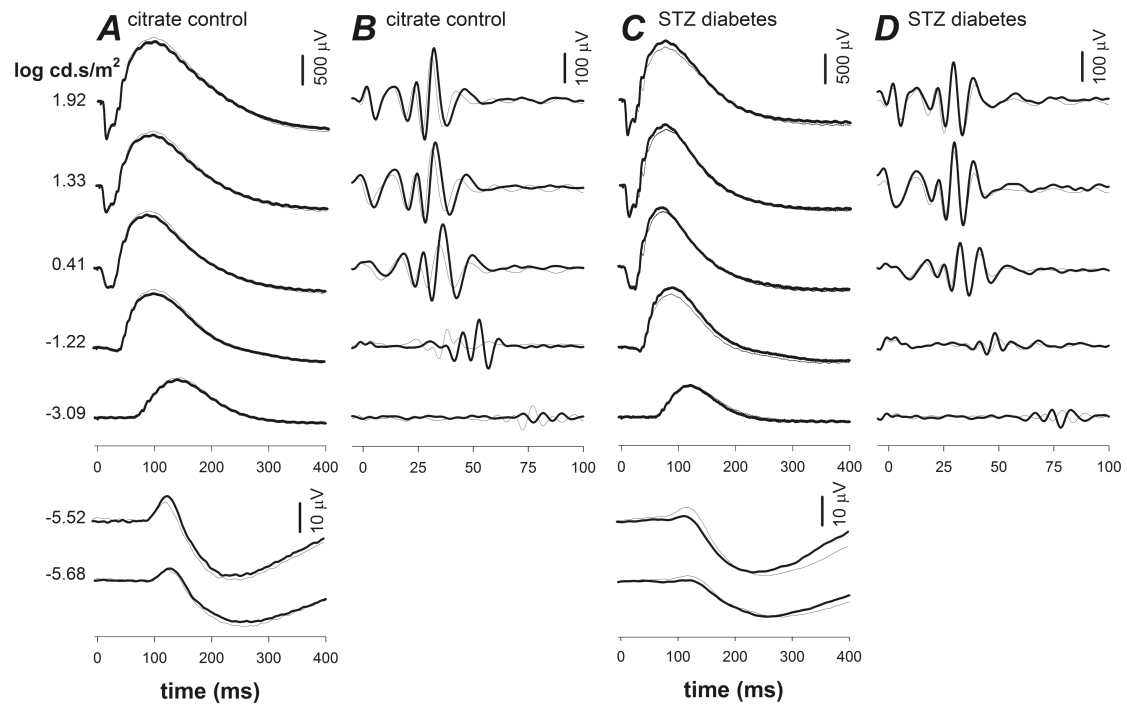 A citrate control B citrate control C STZ diabetes D STZ diabetes
log cd.s/m²
500 µV
100 µV
500 µV
100 µV
1.92
1.33
0.41
-1.22
-3.09
0 100 200 300 400
0 25 50 75 100
0 100 200 300 400
0 25 50 75 100
-5.52
-5.68
10 µV
10 µV
0 100 200 300 400
0 100 200 300 400
time (ms)
time (ms)